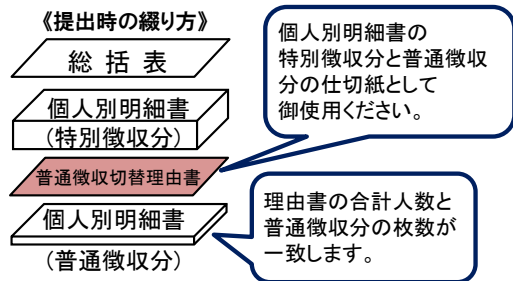 《提出時の綴り方》
総 括 表
個人別明細書
(特別徴収分)
普通徴収切替理由書
個人別明細書
(普通徴収分)
個人別明細書の
特別徴収分と普通徴収
分の仕切紙として
御使用ください。
理由書の合計人数と
普通徴収分の枚数が
一致します。